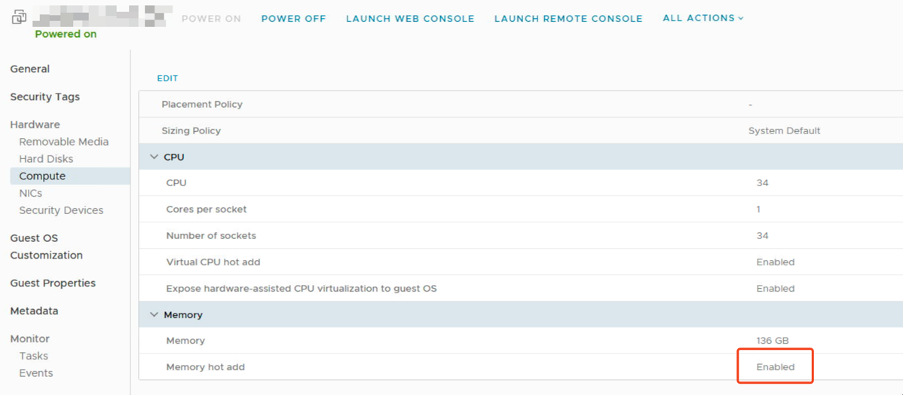 POWER ON POWER OFF LAUNCH WEB CONSOLE LAUNCH REMOTE CONSOLE ALL ACTIONS
Powered on
General
Security Tags
Hardware
Removable Media
Hard Disks
Compute
NICs
Security Devices
Guest OS
Customization
Guest Properties
Metadata
Monitor
Tasks
Events
EDIT
Placement Policy -
Sizing Policy System Default
CPU
CPU 34
Cores per socket 1
Number of sockets 34
Virtual CPU hot add Enabled
Expose hardware-assisted CPU virtualization to guest OS Enabled
Memory
Memory 136 GB
Memory hot add Enabled